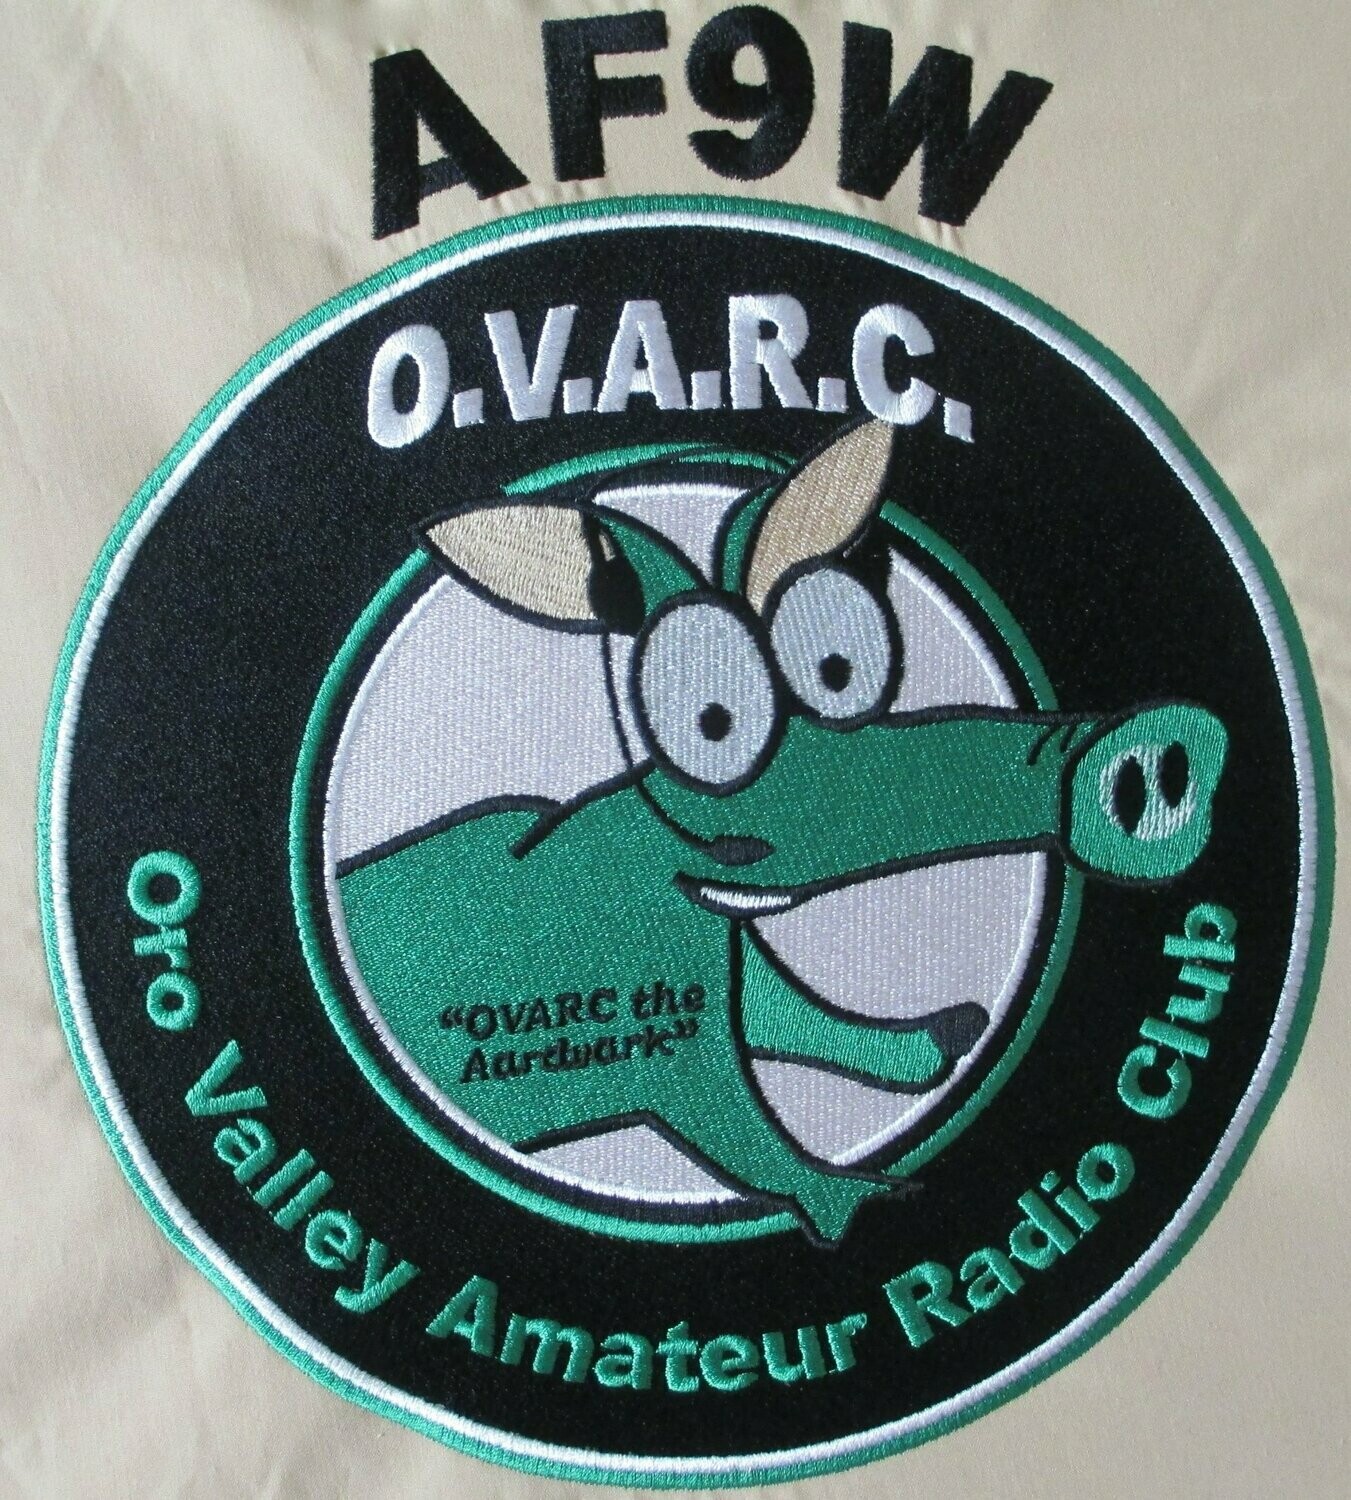 AF9W
O.V.A.R.C.
"OVARC the
Aardvark"
Oro Valley Amateur Radio Club